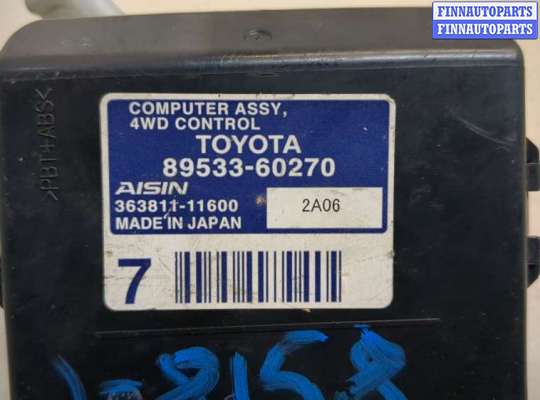 FINNAUTOPARTS
FINNAUTOPARTS
>PBT+ABS<
COMPUTER ASSY,
4WD CONTROL
TOYOTA
89533-60270
AISIN
363811-11600
2A06
MADE IN JAPAN
7